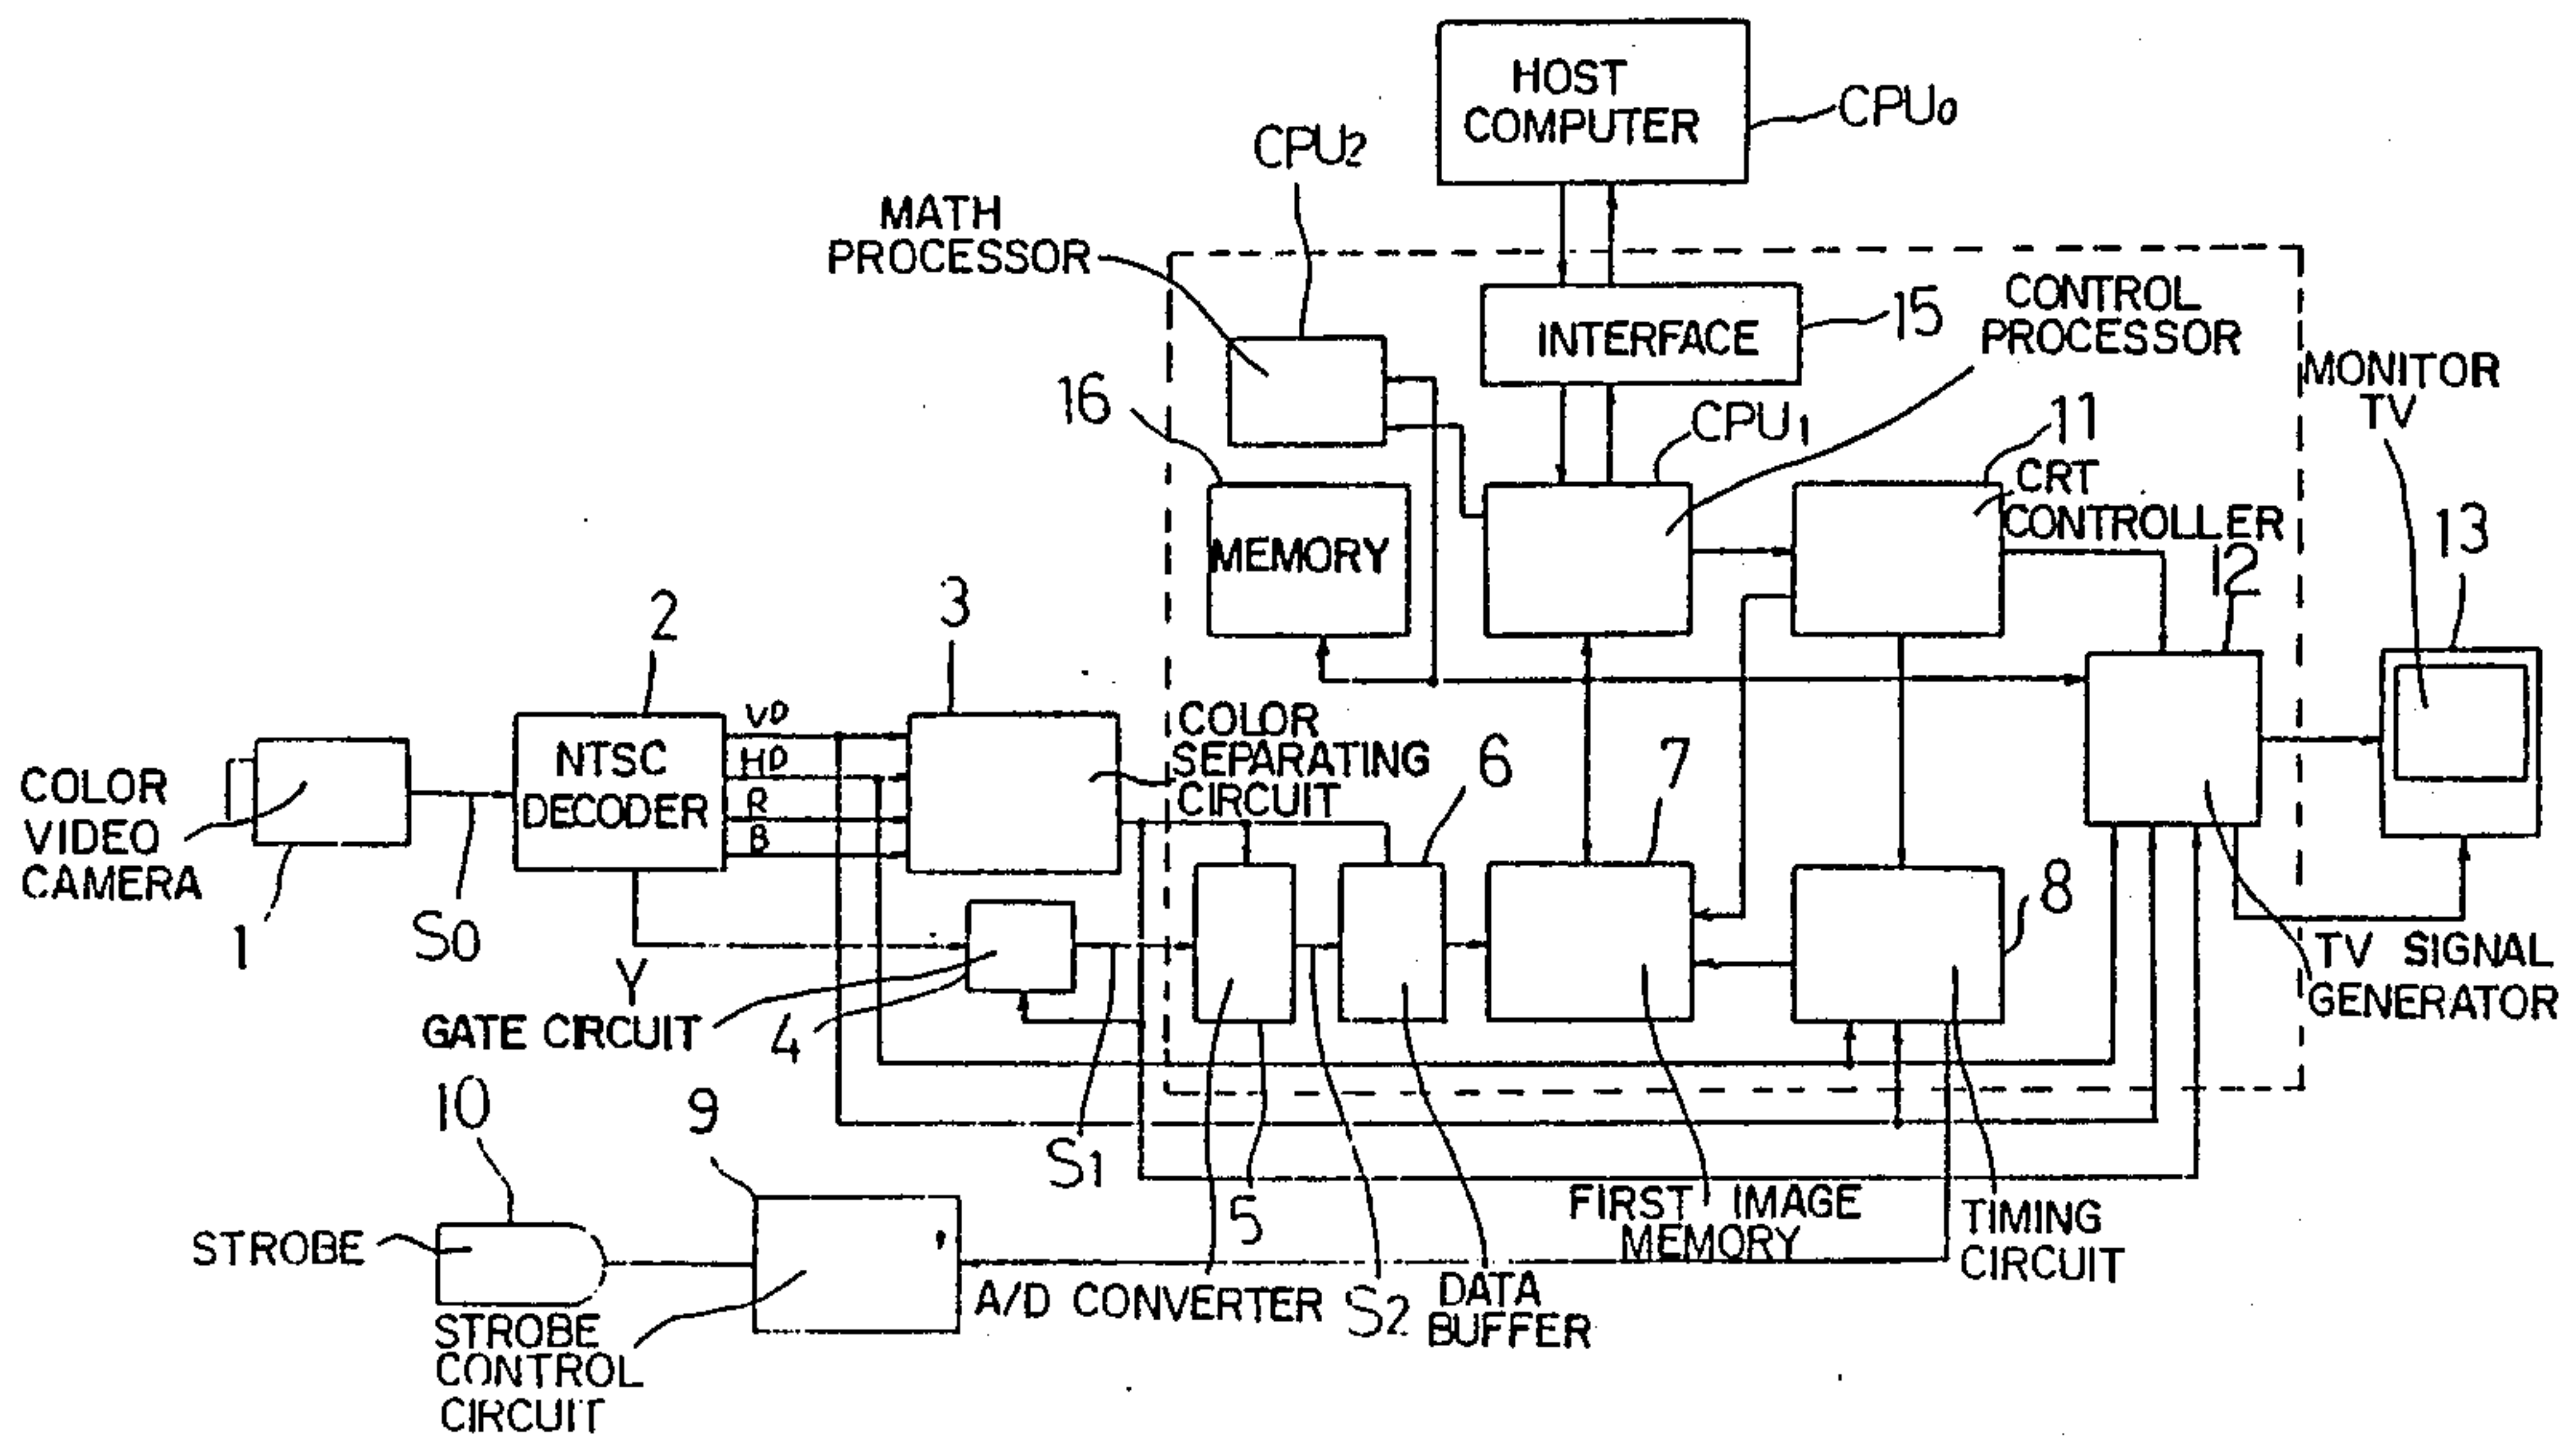 HOST
COMPUTER
CPU0
CPU2
MATH
PROCESSOR
INTERFACE
15
CONTROL
PROCESSOR
MONITOR
TV
16
CPU1
11
CRT
CONTROLLER
12
13
MEMORY
2
3
VD
HD
R
B
NTSC
DECODER
COLOR
SEPARATING
CIRCUIT
6
7
8
COLOR
VIDEO
CAMERA
1
S0
Y
GATE CIRCUIT
4
TV SIGNAL
GENERATOR
10
9
S1
5
FIRST IMAGE
MEMORY
TIMING
CIRCUIT
STROBE
A/D CONVERTER
S2
DATA
BUFFER
STROBE
CONTROL
CIRCUIT